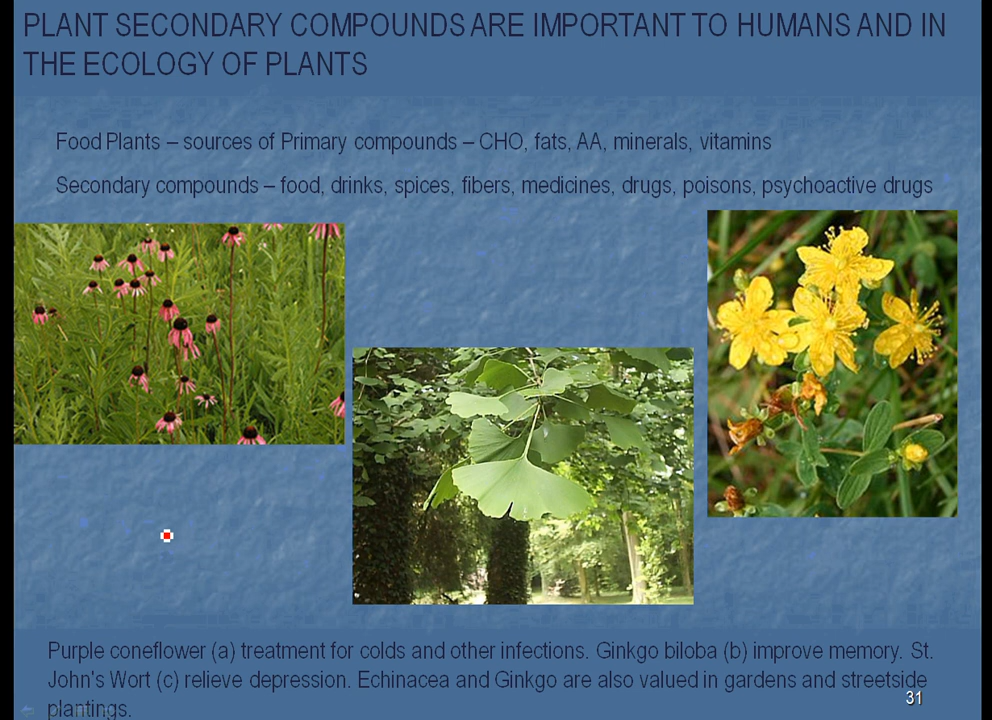 PLANT SECONDARY COMPOUNDS ARE IMPORTANT TO HUMANS AND IN
THE ECOLOGY OF PLANTS
Food Plants – sources of Primary compounds – CHO, fats, AA, minerals, vitamins
Secondary compounds – food, drinks, spices, fibers, medicines, drugs, poisons, psychoactive drugs
Purple coneflower (a) treatment for colds and other infections. Ginkgo biloba (b) improve memory. St.
John's Wort (c) relieve depression. Echinacea and Ginkgo are also valued in gardens and streetside
plantings.
31